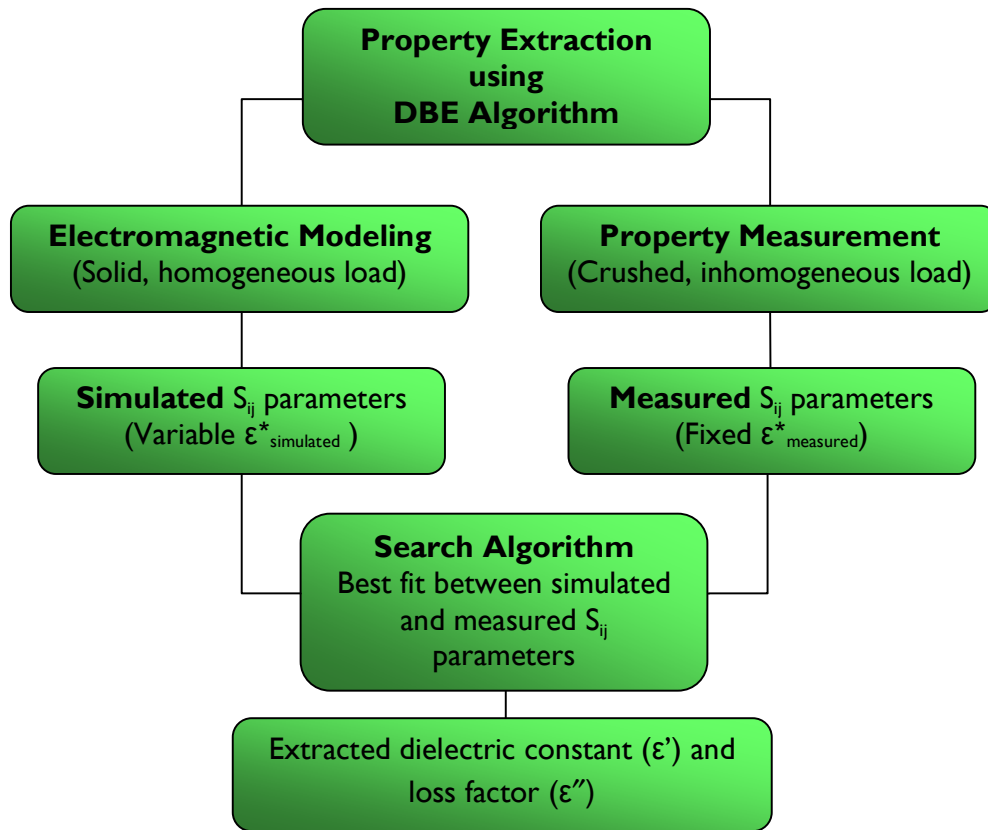 Property Extraction
using
DBE Algorithm
Electromagnetic Modeling
(Solid, homogeneous load)
Property Measurement
(Crushed, inhomogeneous load)
Simulated Sij parameters
(Variable ε*simulated )
Measured Sij parameters
(Fixed ε*measured)
Search Algorithm
Best fit between simulated
and measured Sij
parameters
Extracted dielectric constant (ε') and
loss factor (ε″)